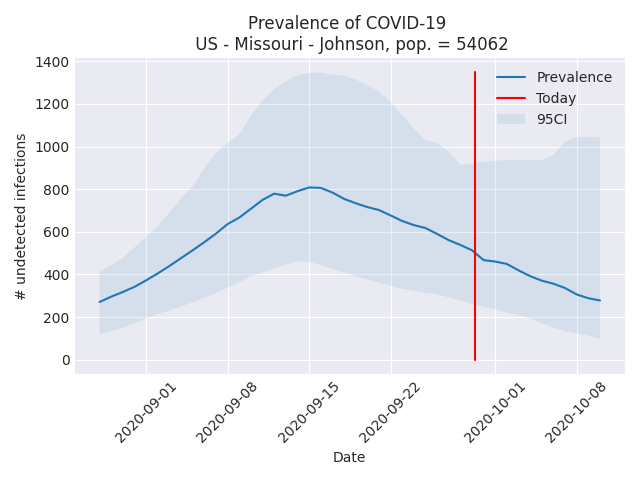 Prevalence of COVID-19
US - Missouri - Johnson, pop. = 54062
1400
1200
1000
800
600
400
200
0
# undetected infections
Prevalence
Today
95CI
2020-09-01
2020-09-08
2020-09-15
2020-09-22
2020-10-01
2020-10-08
Date